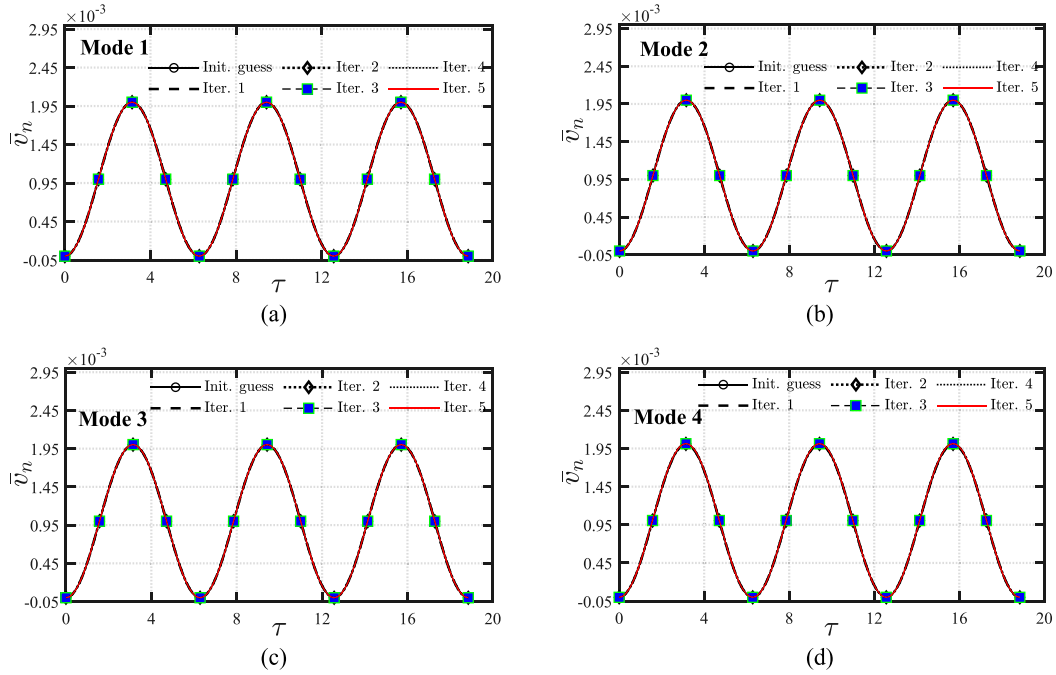 ×10⁻³
2.95
2.45
1.95
1.45
0.95
0.45
-0.05
v̄ₙ
Mode 1
Init. guess Iter. 2 Iter. 4
Iter. 1 Iter. 3 Iter. 5
0 4 8 12 16 20
τ
(a)
×10⁻³
2.95
2.45
1.95
1.45
0.95
0.45
-0.05
v̄ₙ
Mode 2
Init. guess Iter. 2 Iter. 4
Iter. 1 Iter. 3 Iter. 5
0 4 8 12 16 20
τ
(b)
×10⁻³
2.95
2.45
1.95
1.45
0.95
0.45
-0.05
v̄ₙ
Init. guess Iter. 2 Iter. 4
Iter. 1 Iter. 3 Iter. 5
Mode 3
0 4 8 12 16 20
τ
(c)
×10⁻³
2.95
2.45
1.95
1.45
0.95
0.45
-0.05
v̄ₙ
Init. guess Iter. 2 Iter. 4
Iter. 1 Iter. 3 Iter. 5
Mode 4
0 4 8 12 16 20
τ
(d)